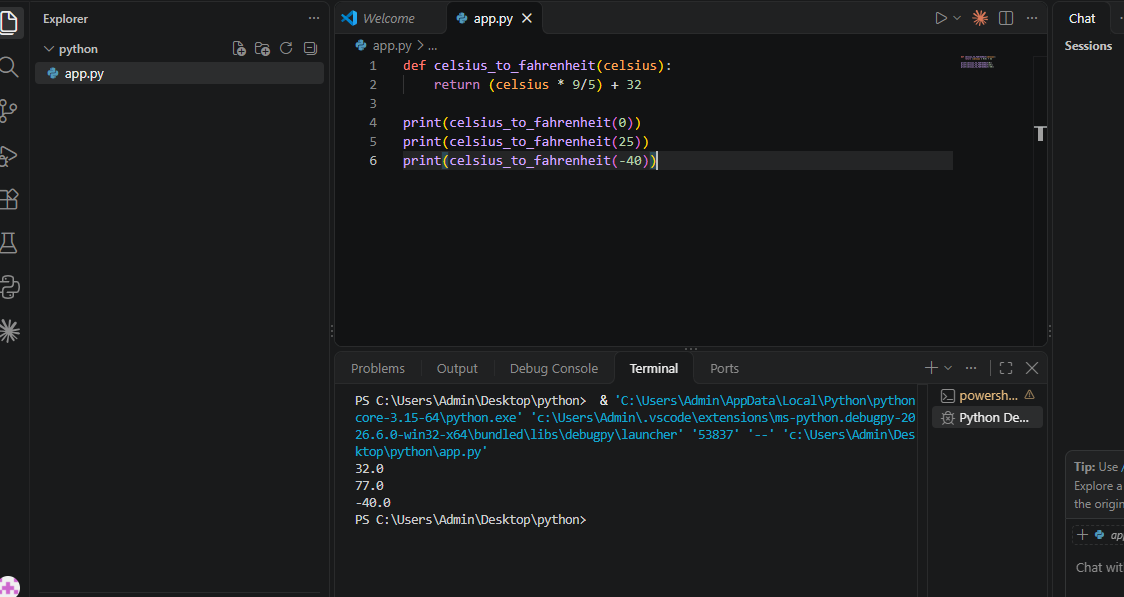 Explorer
python
app.py
Welcome
app.py
app.py > ...
1 def celsius_to_fahrenheit(celsius):
2     return (celsius * 9/5) + 32
3
4 print(celsius_to_fahrenheit(0))
5 print(celsius_to_fahrenheit(25))
6 print(celsius_to_fahrenheit(-40))
Problems Output Debug Console Terminal Ports
PS C:\Users\Admin\Desktop\python>  & 'C:\Users\Admin\AppData\Local\Python\python
core-3.15-64\python.exe' 'c:\Users\Admin\.vscode\extensions\ms-python.debugpy-20
26.6.0-win32-x64\bundled\libs\debugpy\launcher' '53837' '--' 'c:\Users\Admin\Des
ktop\python\app.py'
32.0
77.0
-40.0
PS C:\Users\Admin\Desktop\python>
powersh...
Python De...
Chat
Sessions
Tip: Use /
Explore a
the origin
app
Chat wit